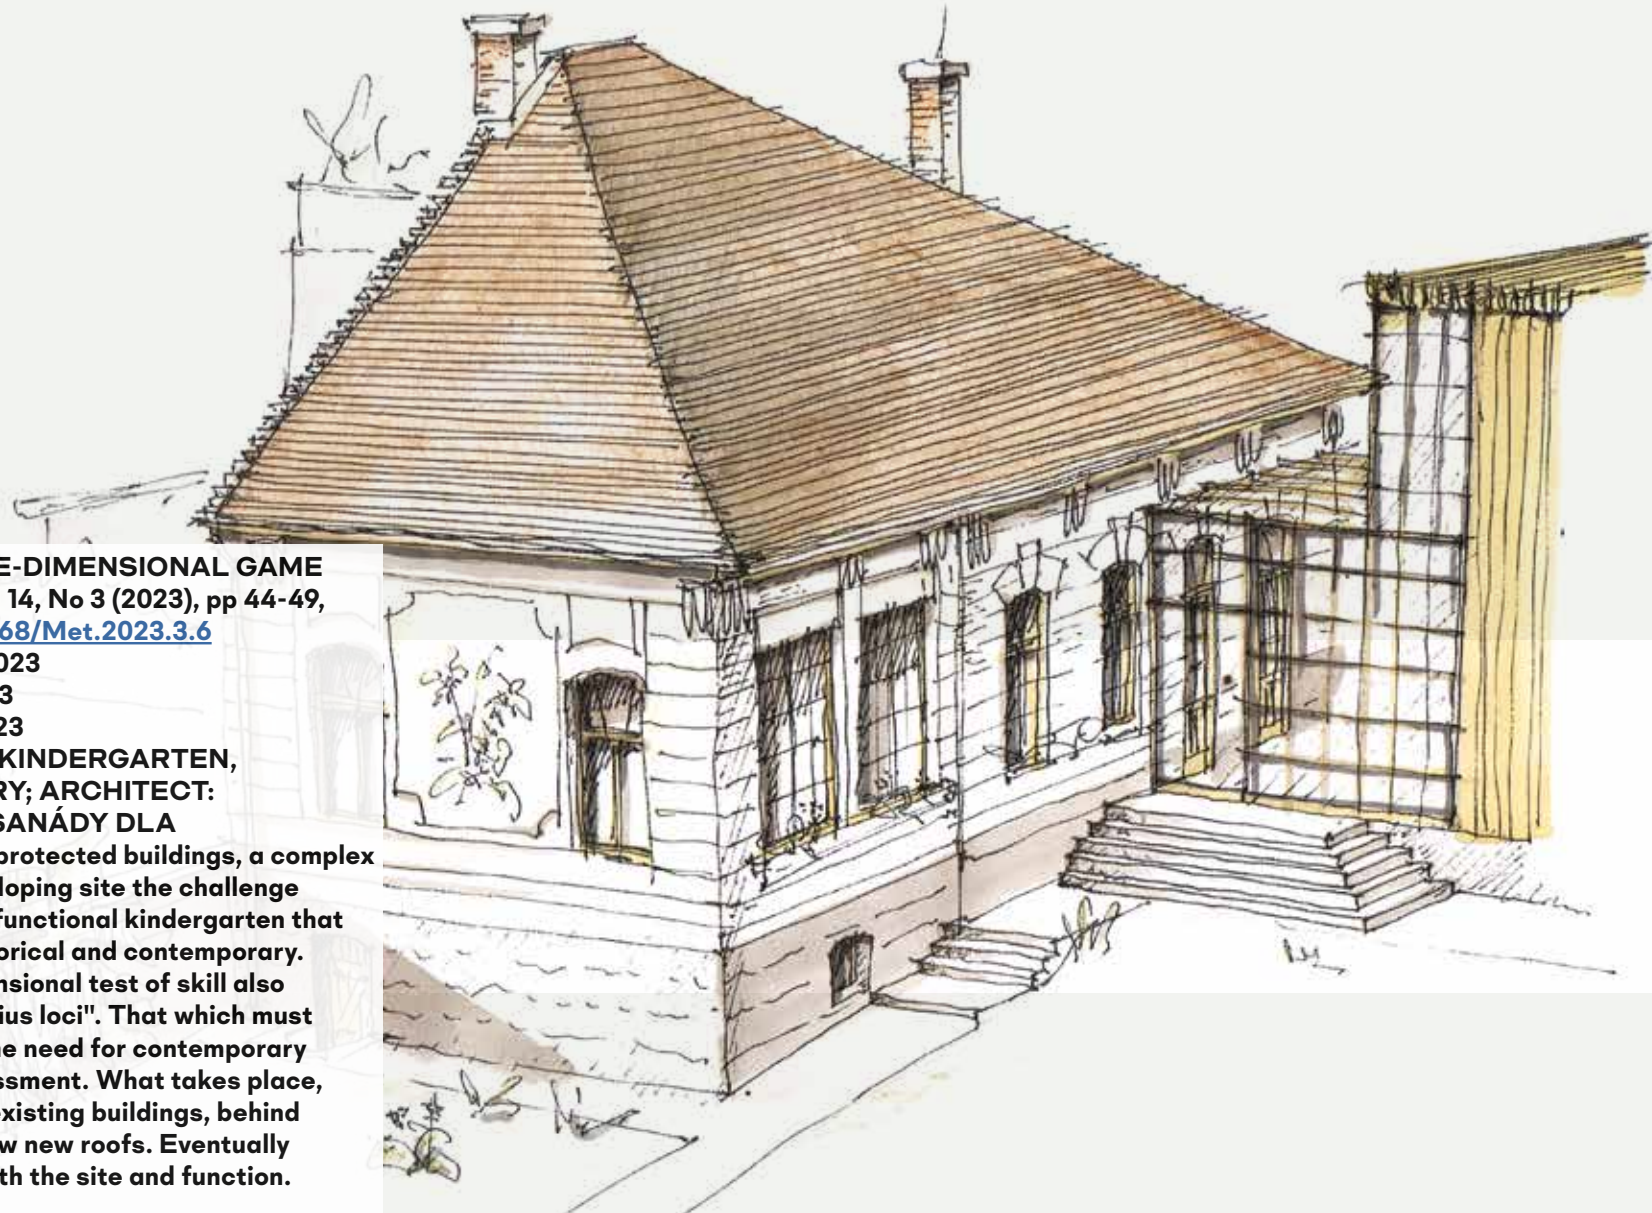 E-DIMENSIONAL GAME
14, No 3 (2023), pp 44-49,
68/Met.2023.3.6
023
3
23
KINDERGARTEN,
RY; ARCHITECT:
SANÁDY DLA
protected buildings, a complex
loping site the challenge
functional kindergarten that
orical and contemporary.
nsional test of skill also
ius loci". That which must
he need for contemporary
ssment. What takes place,
existing buildings, behind
w new roofs. Eventually
th the site and function.